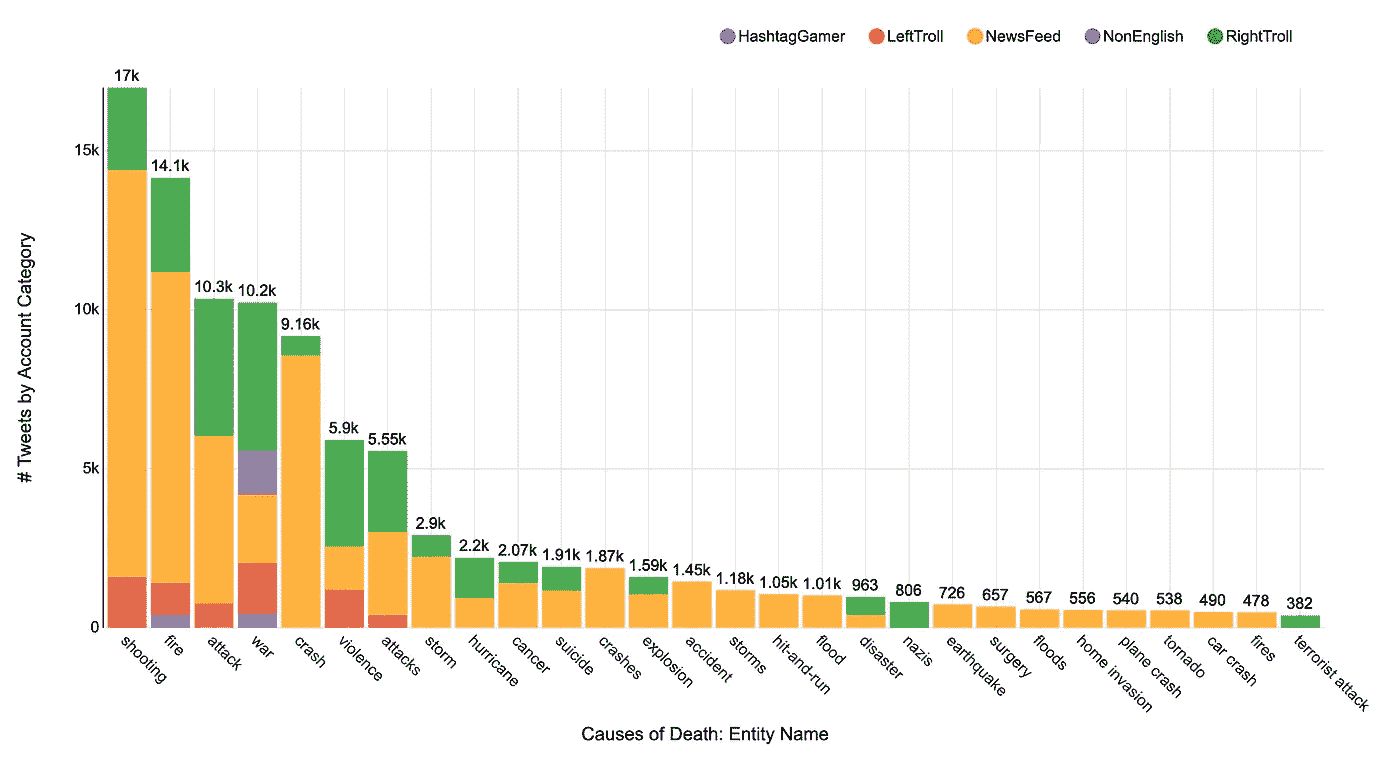 HashtagGamer LeftTroll NewsFeed NonEnglish RightTroll
# Tweets by Account Category
15k
10k
5k
0
17k
14.1k
10.3k
10.2k
9.16k
5.9k
5.55k
2.9k
2.2k
2.07k
1.91k
1.87k
1.59k
1.45k
1.18k
1.05k
1.01k
963
806
726
657
567
556
540
538
490
478
382
shooting
fire
attack
war
crash
violence
attacks
storm
hurricane
cancer
suicide
crashes
explosion
accident
storms
hit-and-run
flood
disaster
nazis
earthquake
surgery
floods
home invasion
plane crash
tornado
car crash
fires
terrorist attack
Causes of Death: Entity Name